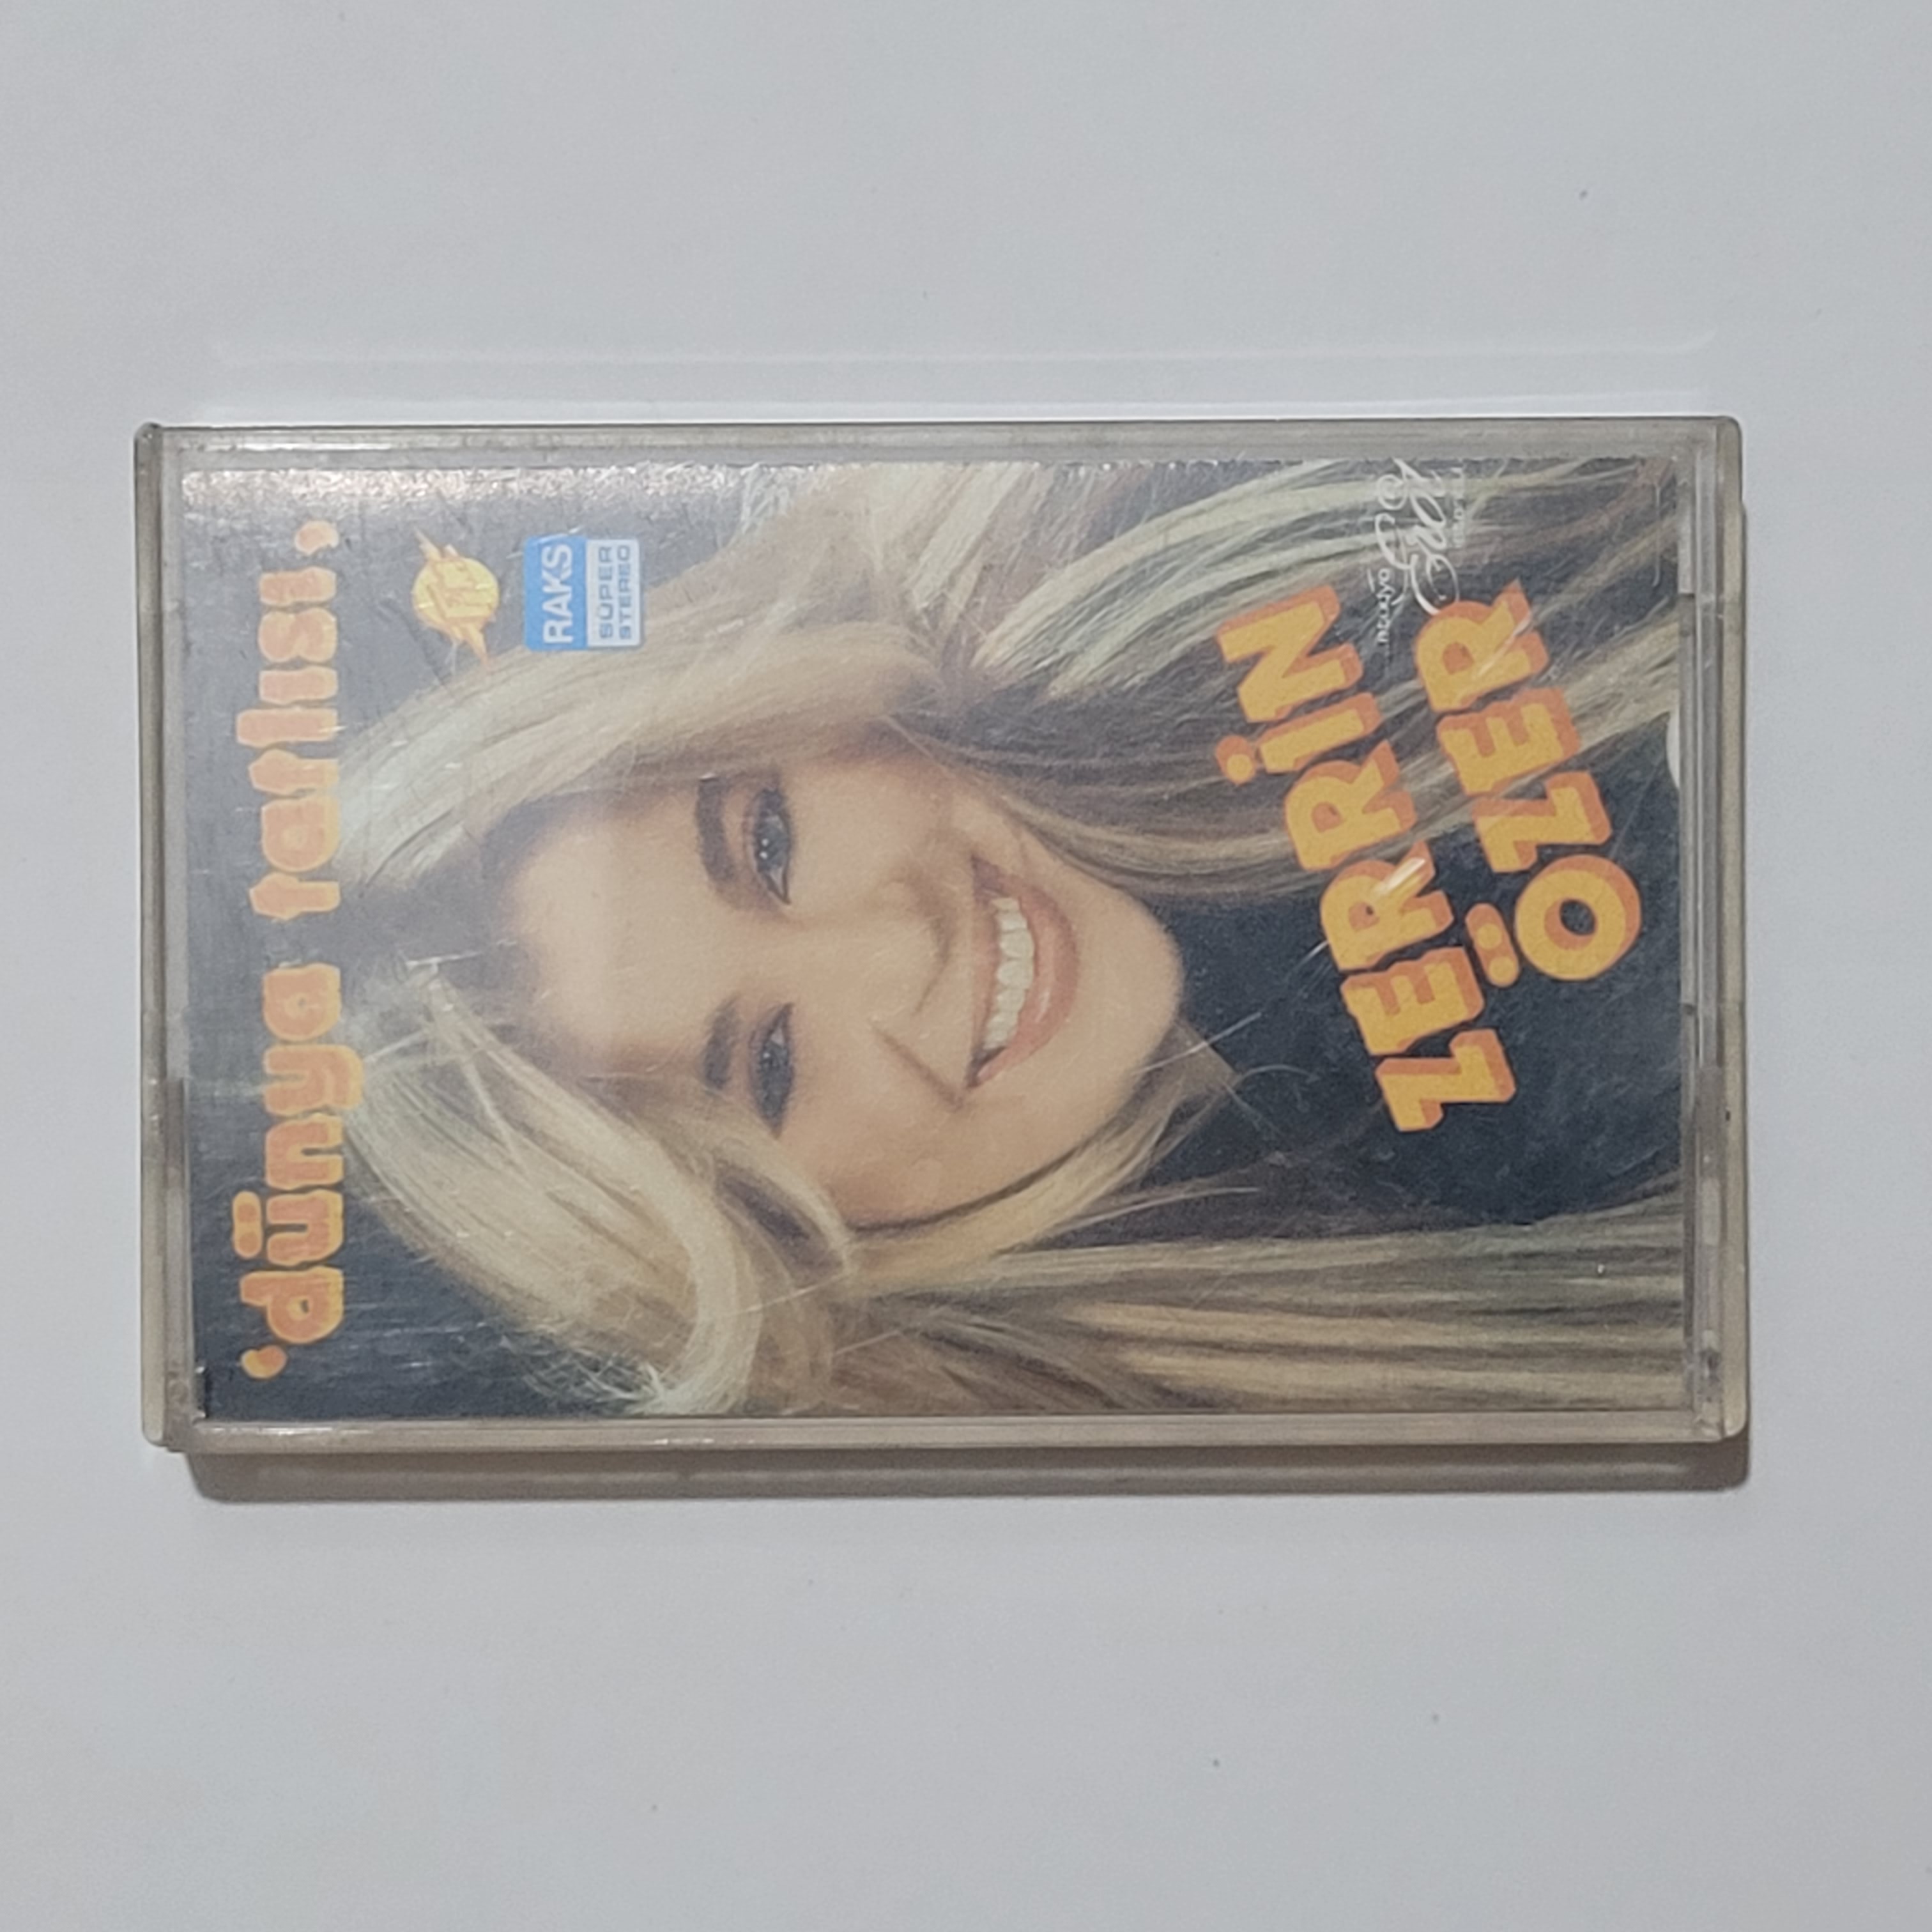 'dünya tatlısı'
RAKS
SÜPER
STEREO
ZERRİN
ÖZER